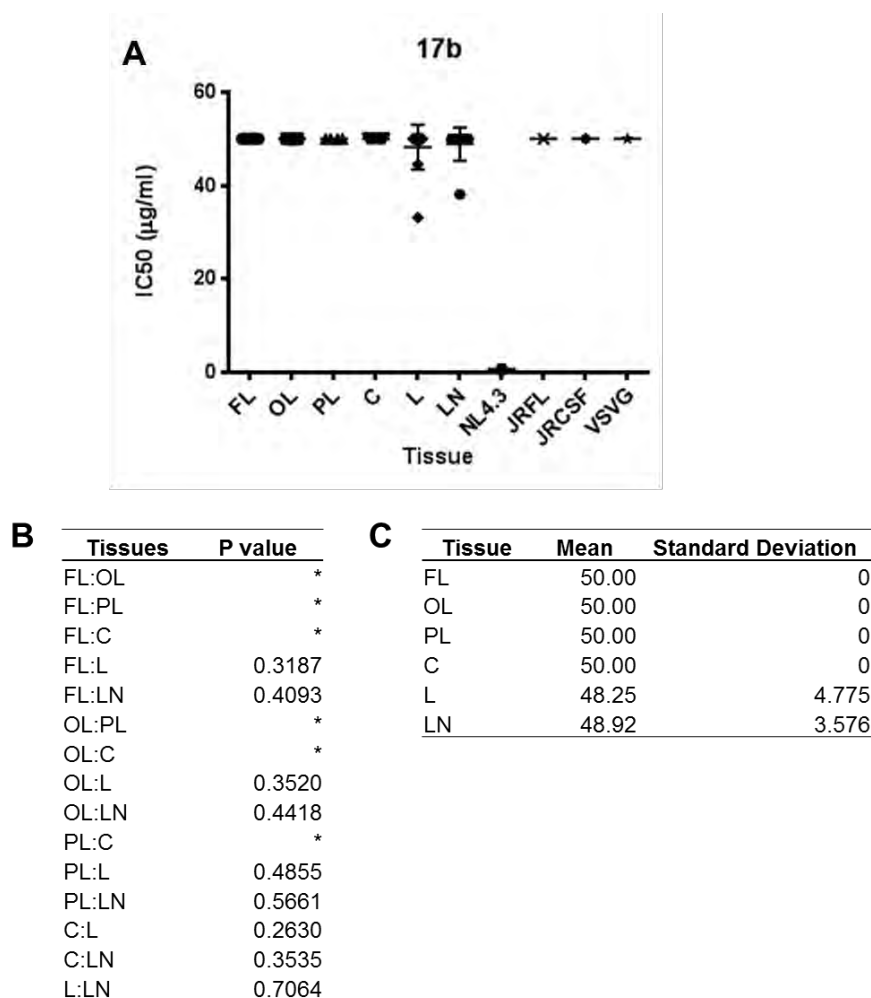 A
17b
60
40
20
0
IC50 (µg/ml)
FL OL PL C L LN NL4.3 JRFL JRCSF VSVG
Tissue
B
Tissues P value
FL:OL *
FL:PL *
FL:C *
FL:L 0.3187
FL:LN 0.4093
OL:PL *
OL:C *
OL:L 0.3520
OL:LN 0.4418
PL:C *
PL:L 0.4855
PL:LN 0.5661
C:L 0.2630
C:LN 0.3535
L:LN 0.7064
C
Tissue Mean Standard Deviation
FL 50.00 0
OL 50.00 0
PL 50.00 0
C 50.00 0
L 48.25 4.775
LN 48.92 3.576